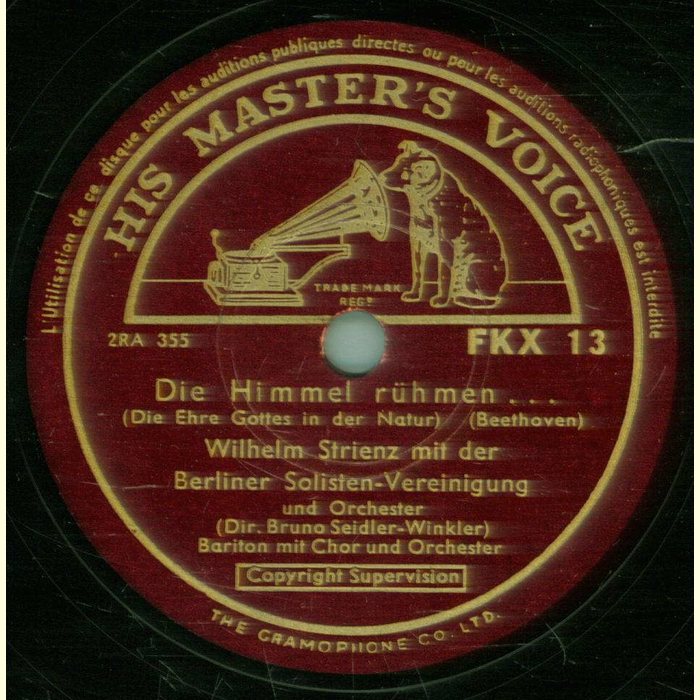 L'Utilisation de ce disque pour les auditions publiques directes ou pour les auditions radiophoniques est interdite
HIS MASTER'S VOICE
TRADE MARK
REGD
2RA 355
FKX 13
Die Himmel rühmen...
(Die Ehre Gottes in der Natur) (Beethoven)
Wilhelm Strienz mit der
Berliner Solisten-Vereinigung
und Orchester
(Dir. Bruno Seidler-Winkler)
Bariton mit Chor und Orchester
Copyright Supervision
THE GRAMOPHONE CO. LTD.